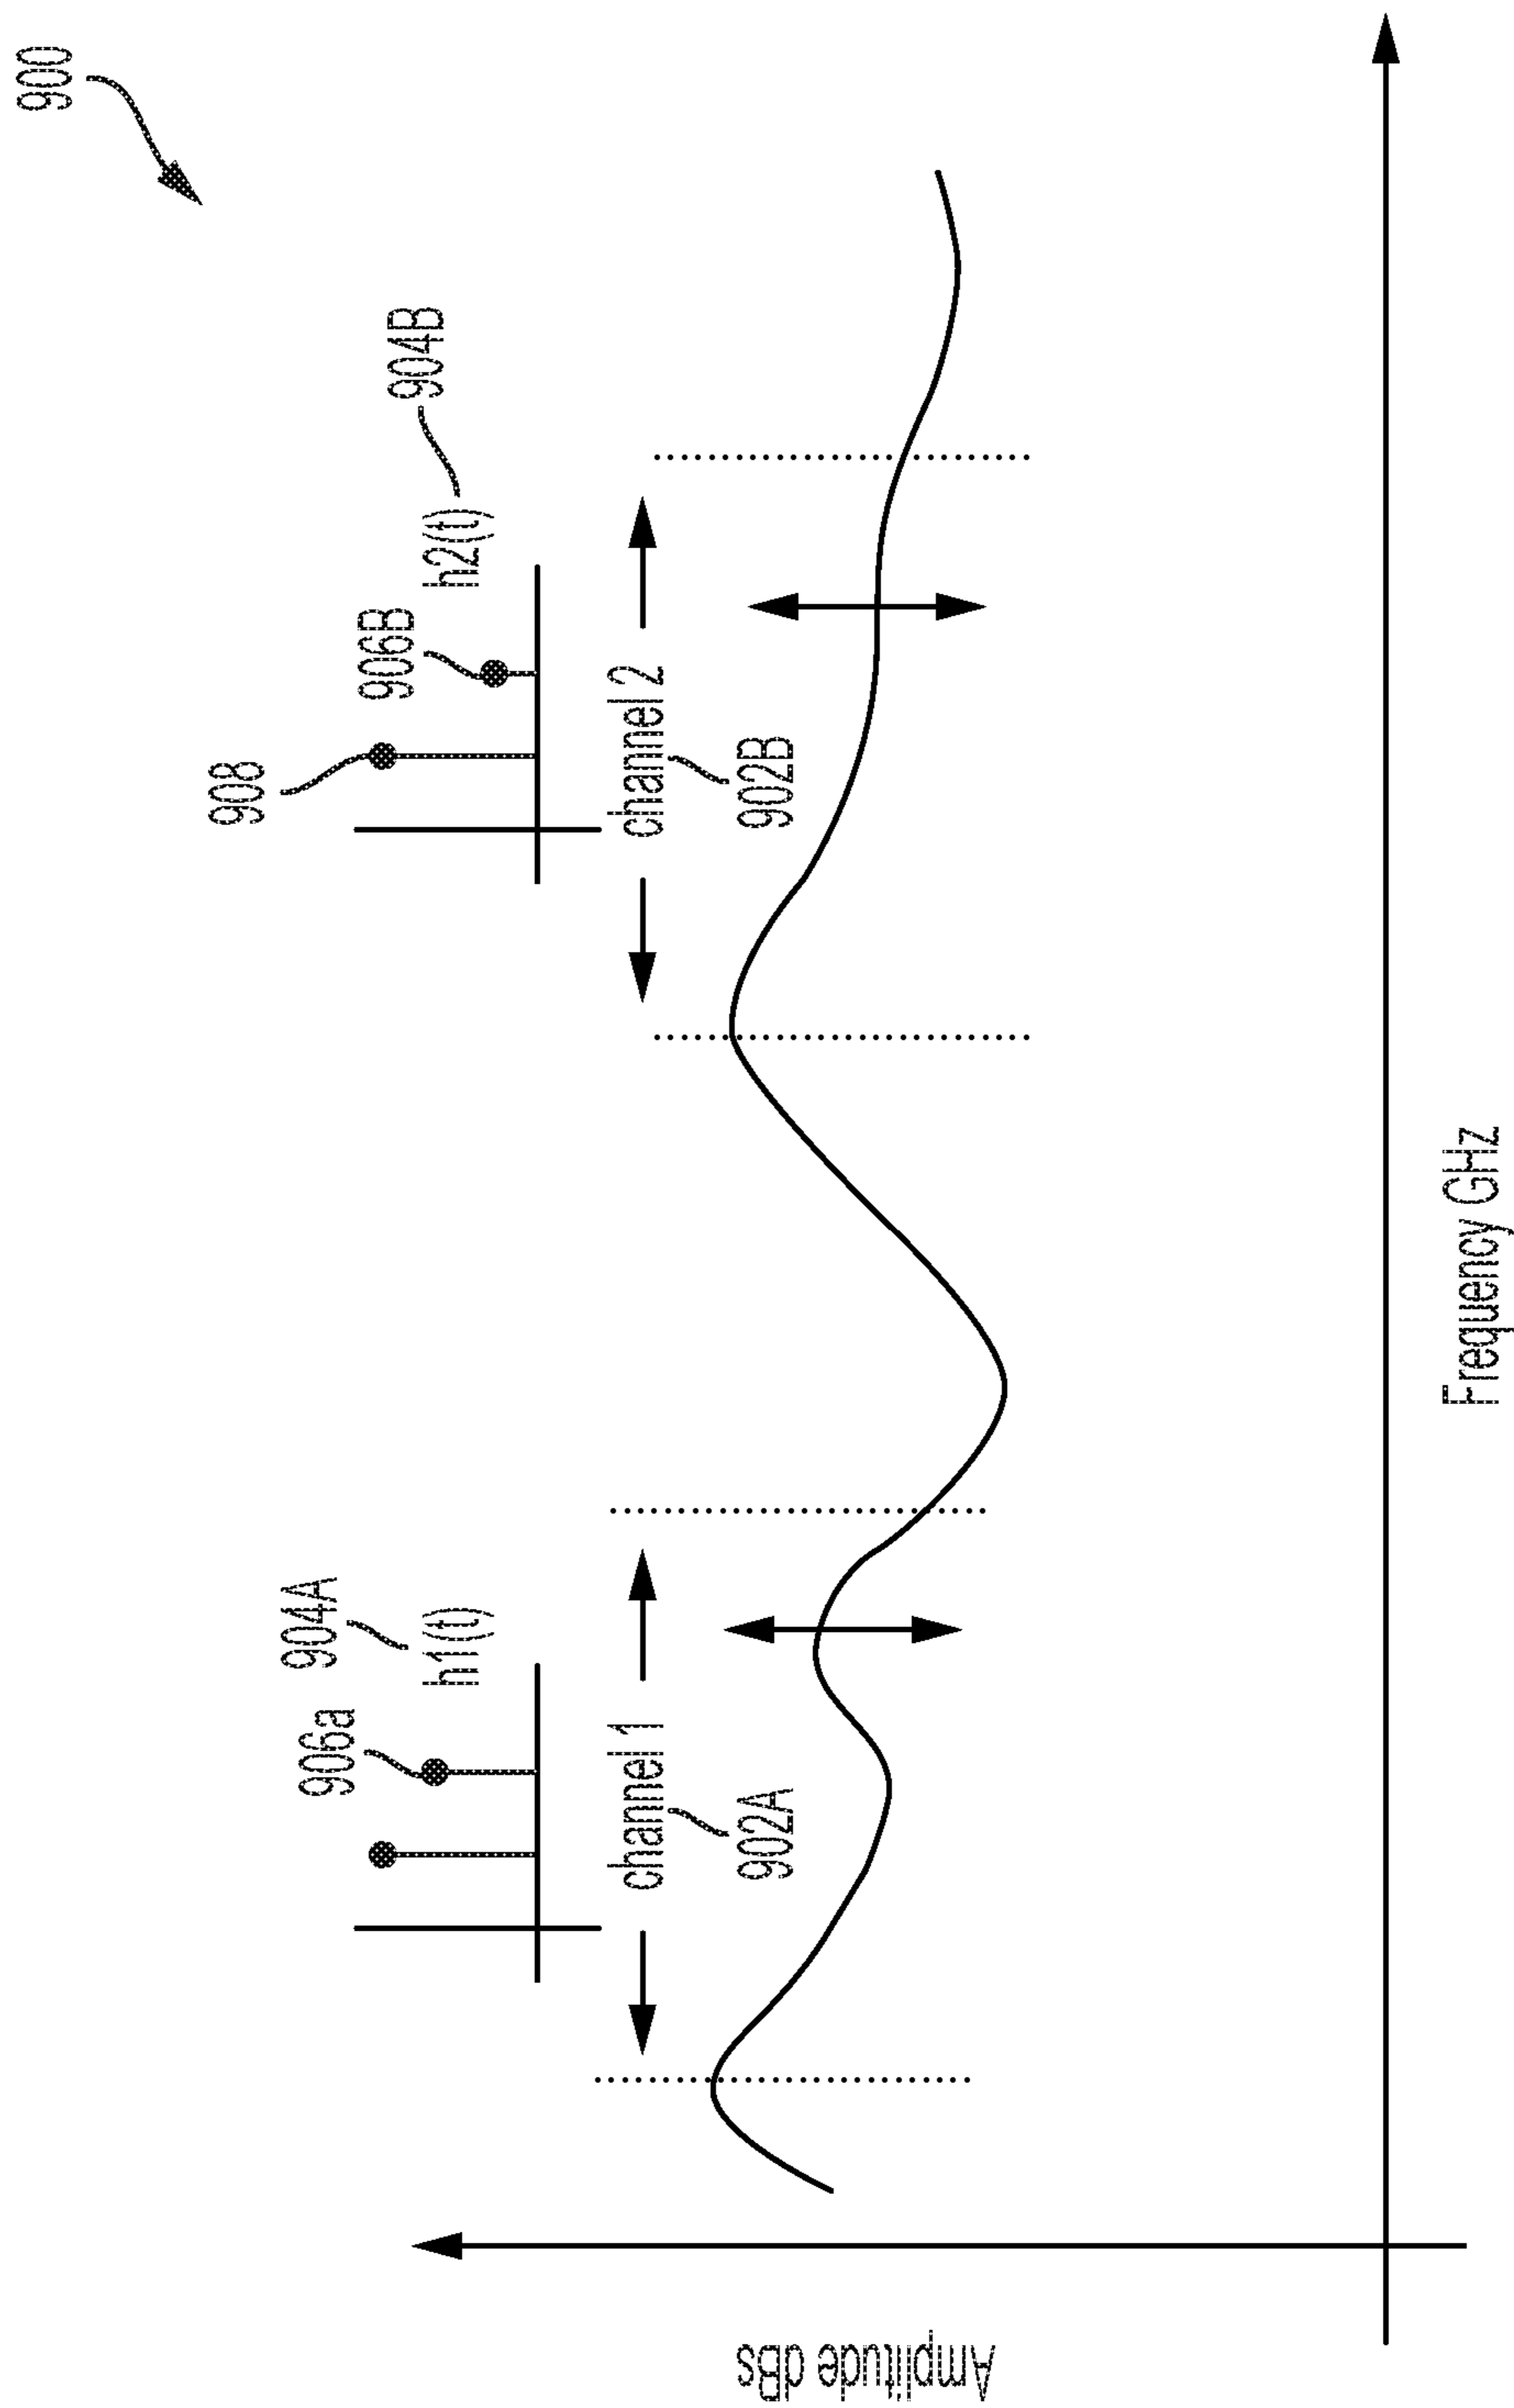 900
904A
h1(t)
906a
channel 1
902A
908
906B
h2(t)
904B
channel 2
902B
Amplitude dBs
Frequency GHz